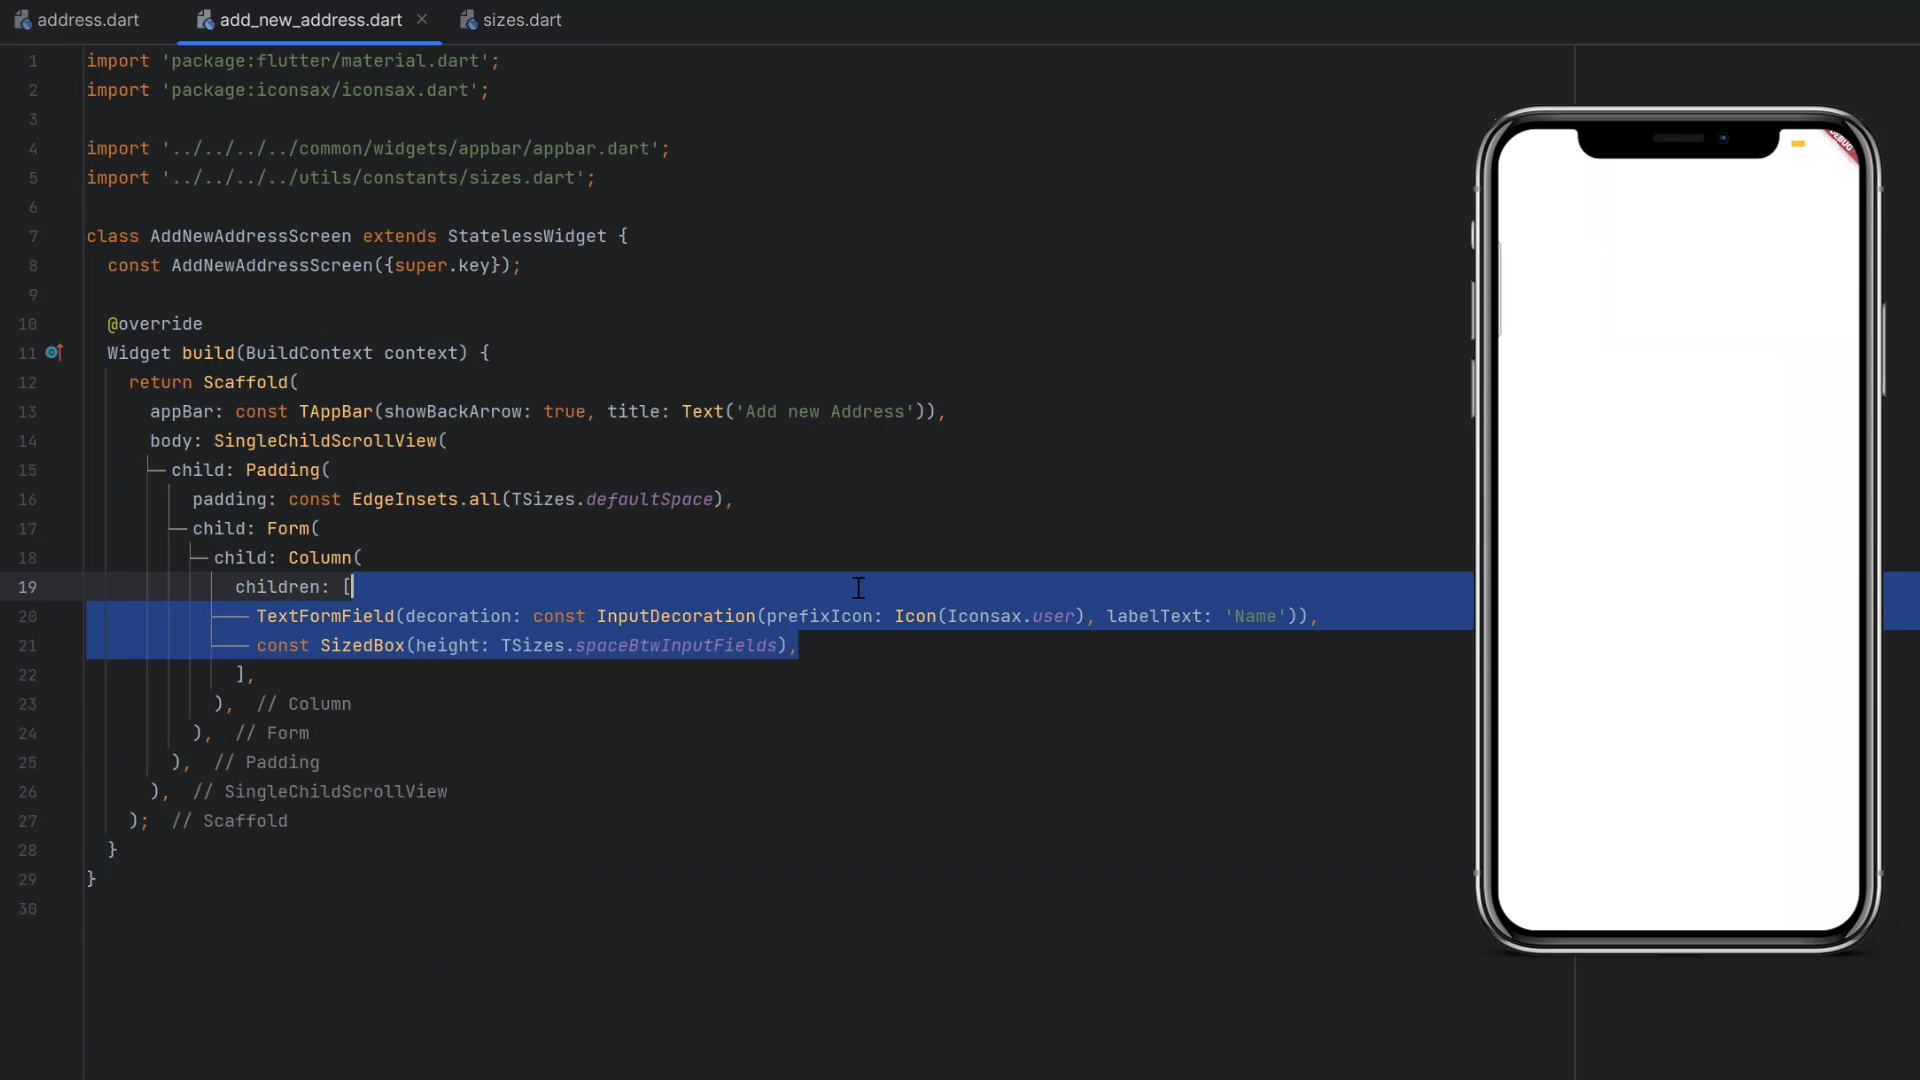 address.dart
add_new_address.dart
sizes.dart
1 import 'package:flutter/material.dart';
2 import 'package:iconsax/iconsax.dart';
3
4 import '../../../../common/widgets/appbar/appbar.dart';
5 import '../../../../utils/constants/sizes.dart';
6
7 class AddNewAddressScreen extends StatelessWidget {
8 const AddNewAddressScreen({super.key});
9
10 @override
11 Widget build(BuildContext context) {
12 return Scaffold(
13 appBar: const TAppBar(showBackArrow: true, title: Text('Add new Address')),
14 body: SingleChildScrollView(
15 child: Padding(
16 padding: const EdgeInsets.all(TSizes.defaultSpace),
17 child: Form(
18 child: Column(
19 children: [
20 TextFormField(decoration: const InputDecoration(prefixIcon: Icon(Iconsax.user), labelText: 'Name')),
21 const SizedBox(height: TSizes.spaceBtwInputFields),
22 ],
23 ), // Column
24 ), // Form
25 ), // Padding
26 ), // SingleChildScrollView
27 ); // Scaffold
28 }
29 }
30
DEBUG